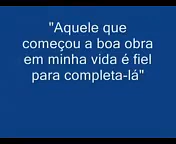 "Aquele que
começou a boa obra
em minha vida é fiel
para completa-lá"